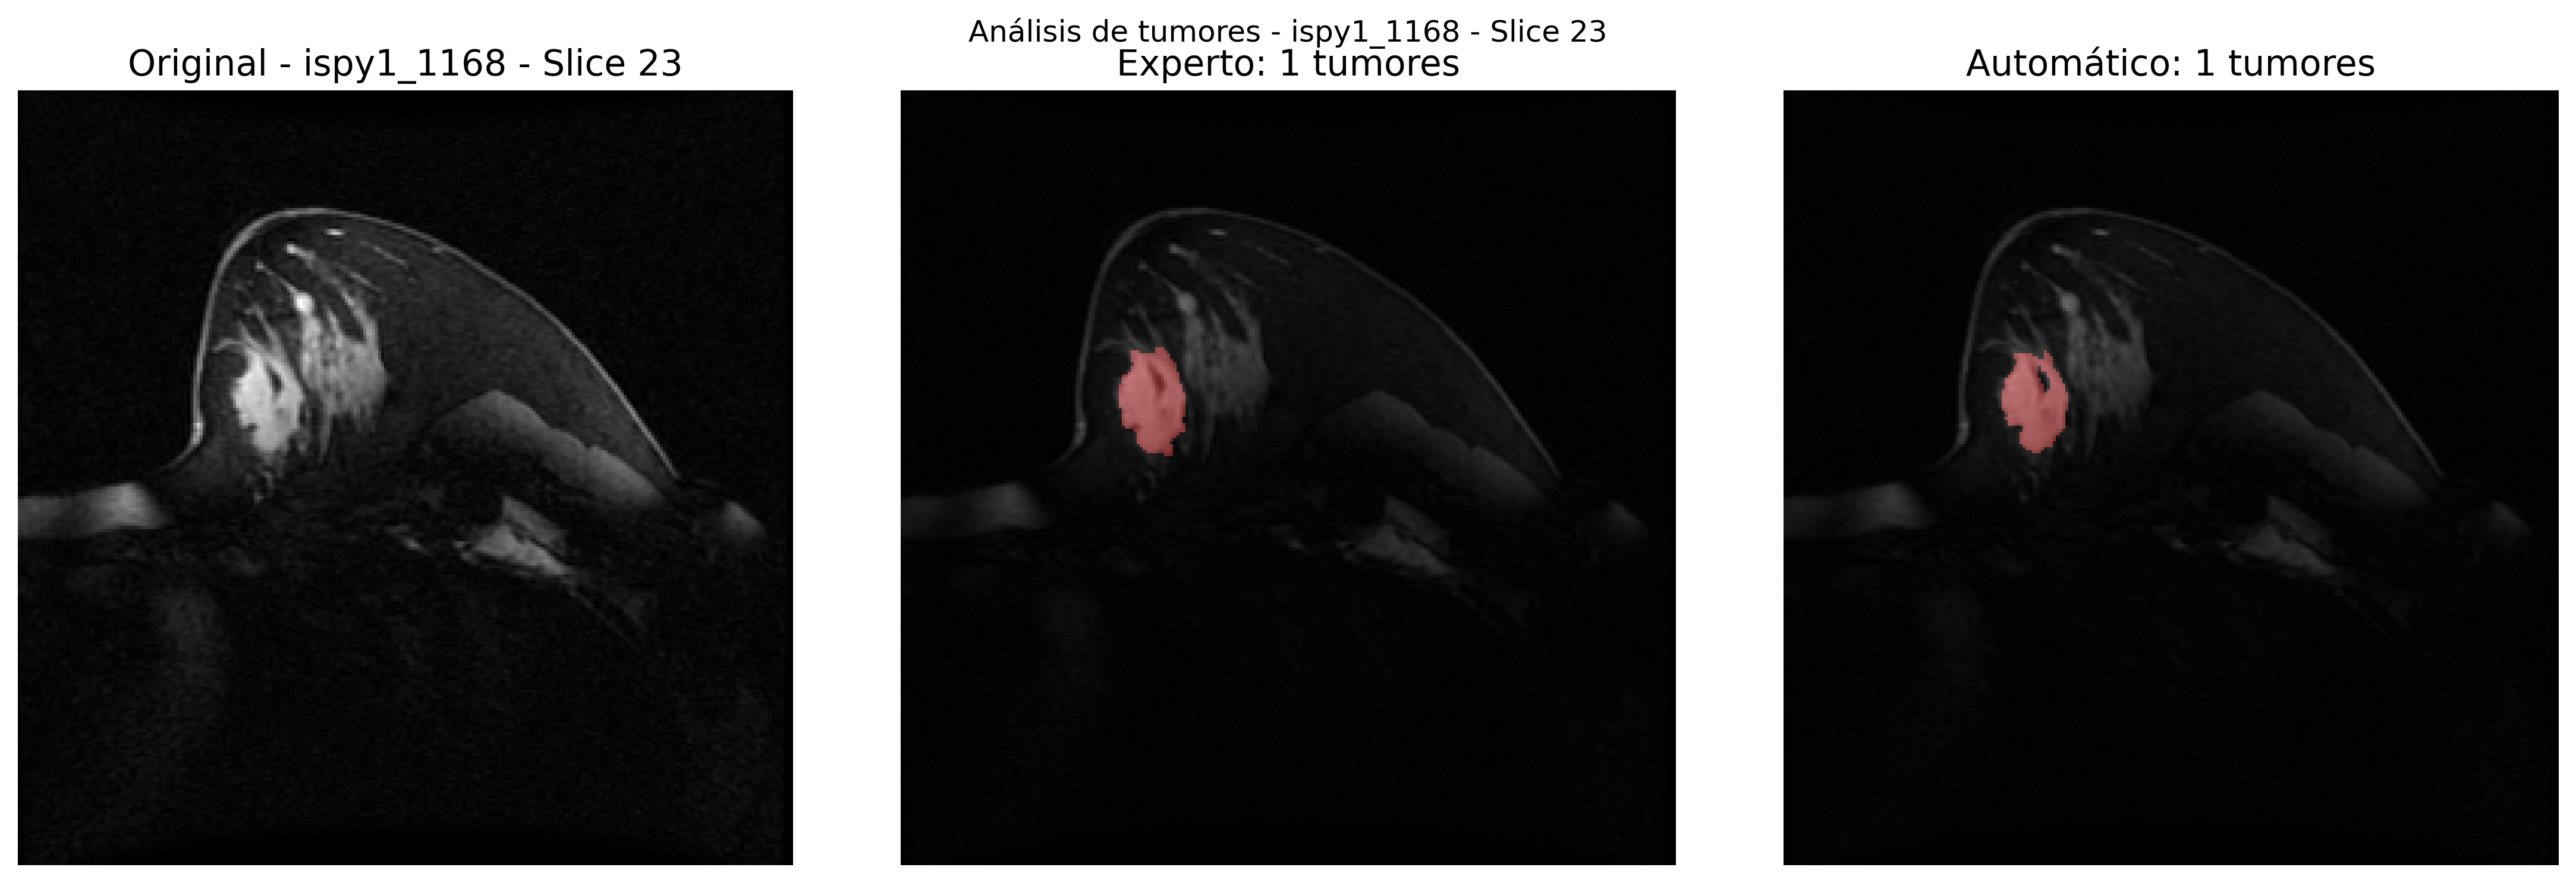 Análisis de tumores - ispy1_1168 - Slice 23
Original - ispy1_1168 - Slice 23
Experto: 1 tumores
Automático: 1 tumores